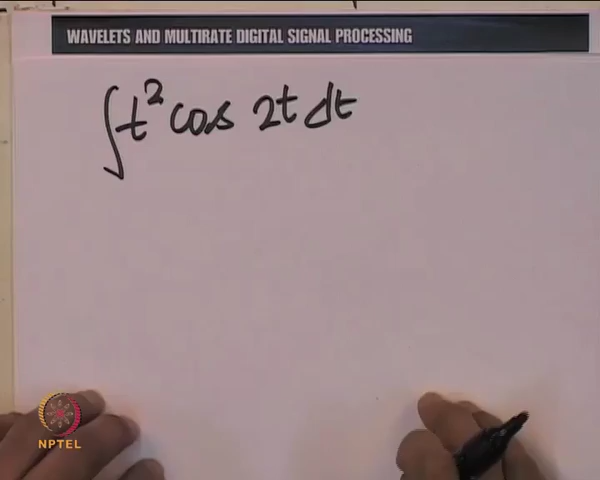 WAVELETS AND MULTIRATE DIGITAL SIGNAL PROCESSING
∫t² cos 2t dt
NPTEL